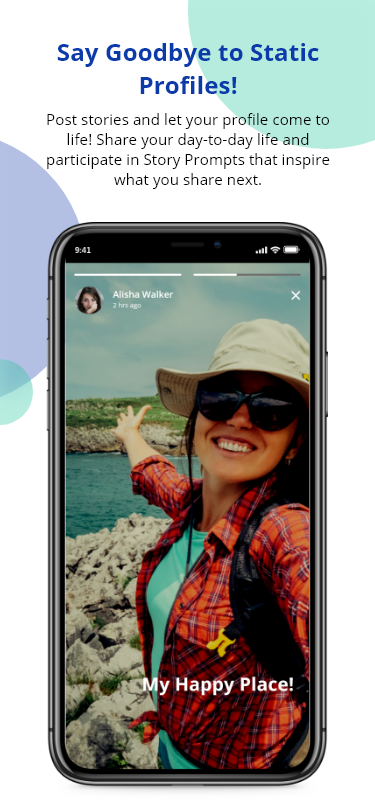 Say Goodbye to Static
Profiles!
Post stories and let your profile come to
life! Share your day-to-day life and
participate in Story Prompts that inspire
what you share next.
9:41
Alisha Walker
2 hrs ago
My Happy Place!